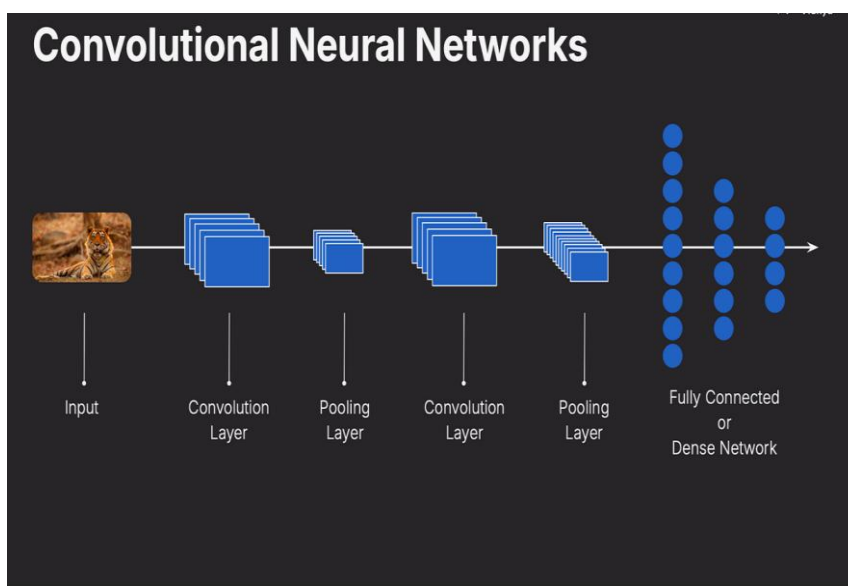 Convolutional Neural Networks
Input
Convolution
Layer
Pooling
Layer
Convolution
Layer
Pooling
Layer
Fully Connected
or
Dense Network